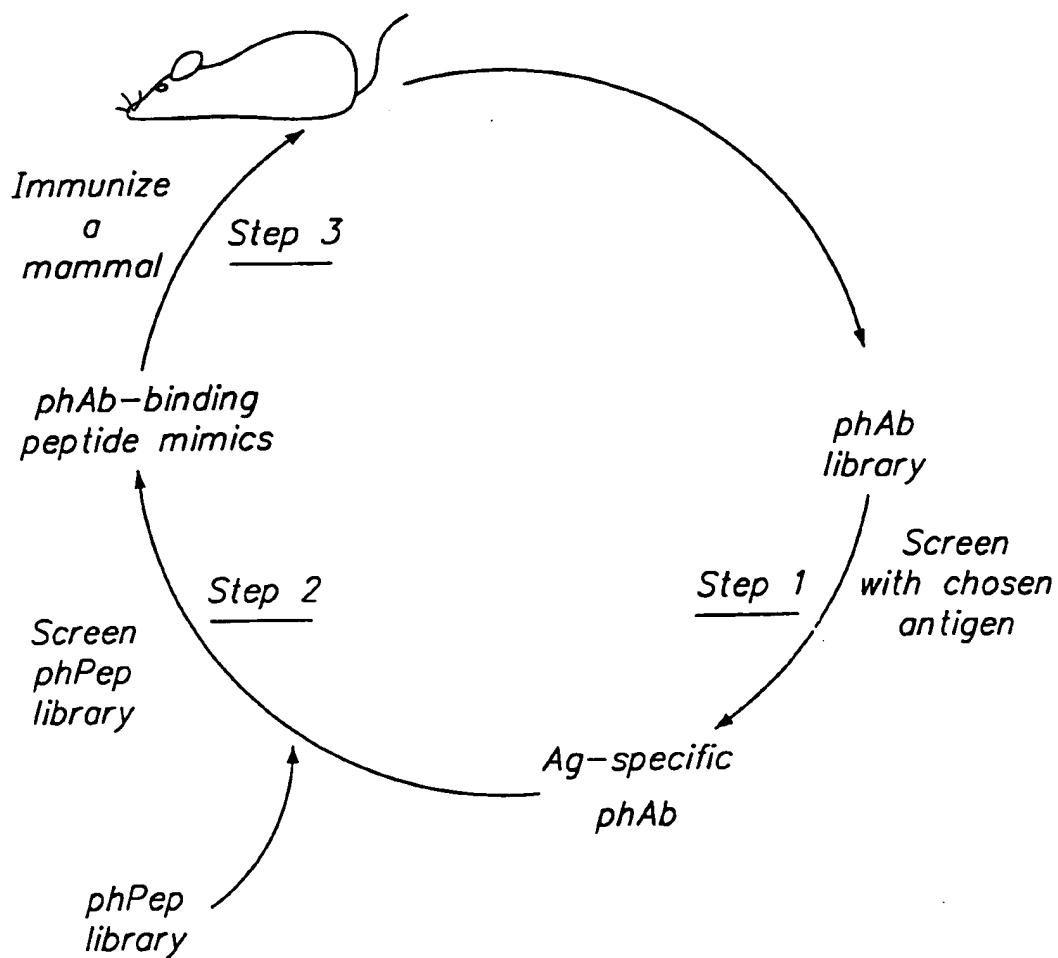 Immunize
a
mammal
Step 3
phAb-binding
peptide mimics
phAb
library
Screen
with chosen
antigen
Step 1
Step 2
Screen
phPep
library
Ag-specific
phAb
phPep
library